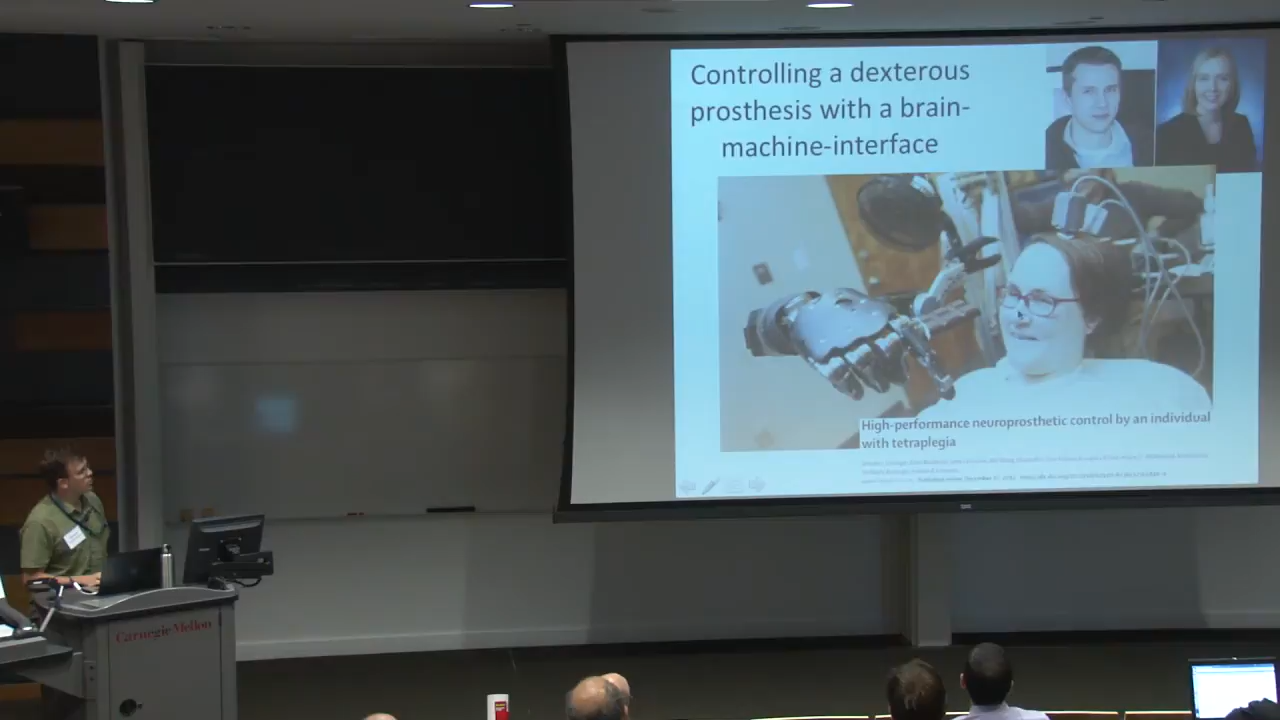 Controlling a dexterous
prosthesis with a brain-
machine-interface
High-performance neuroprosthetic control by an individual
with tetraplegia
Carnegie Mellon